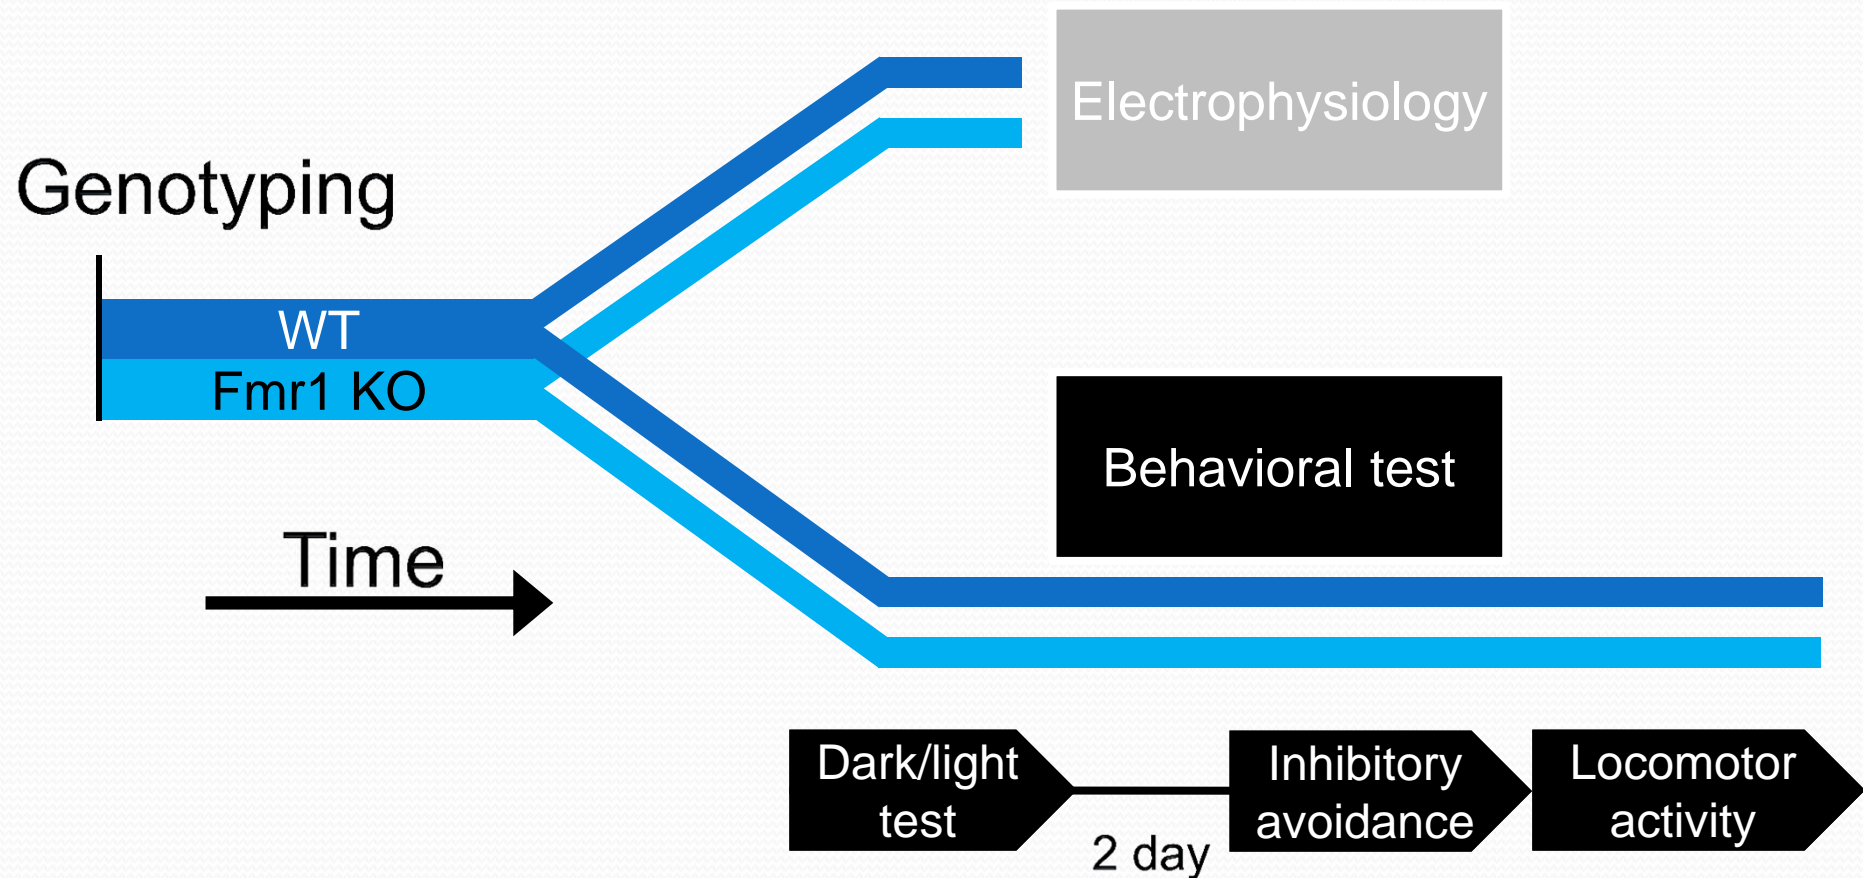 Electrophysiology
Genotyping
WT
Fmr1 KO
Behavioral test
Time
Dark/light
test
2 day
Inhibitory
avoidance
Locomotor
activity